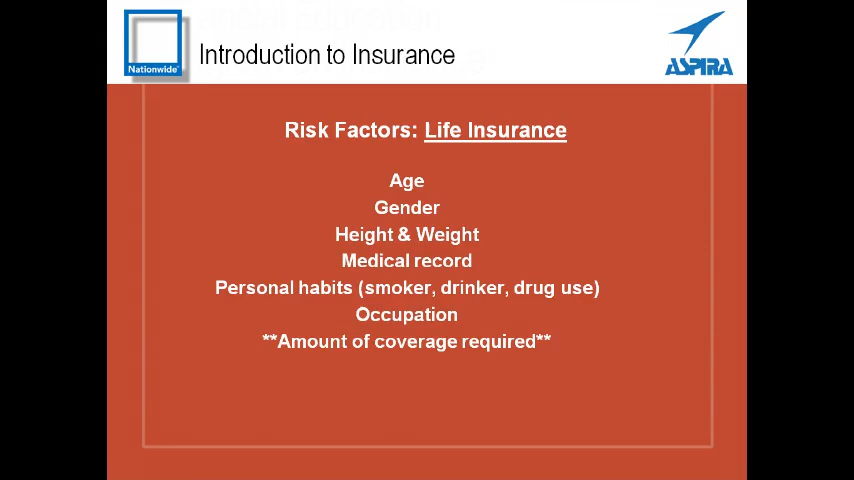 Nationwide®
Introduction to Insurance
ASPIRA
Risk Factors: Life Insurance
Age
Gender
Height & Weight
Medical record
Personal habits (smoker, drinker, drug use)
Occupation
**Amount of coverage required**